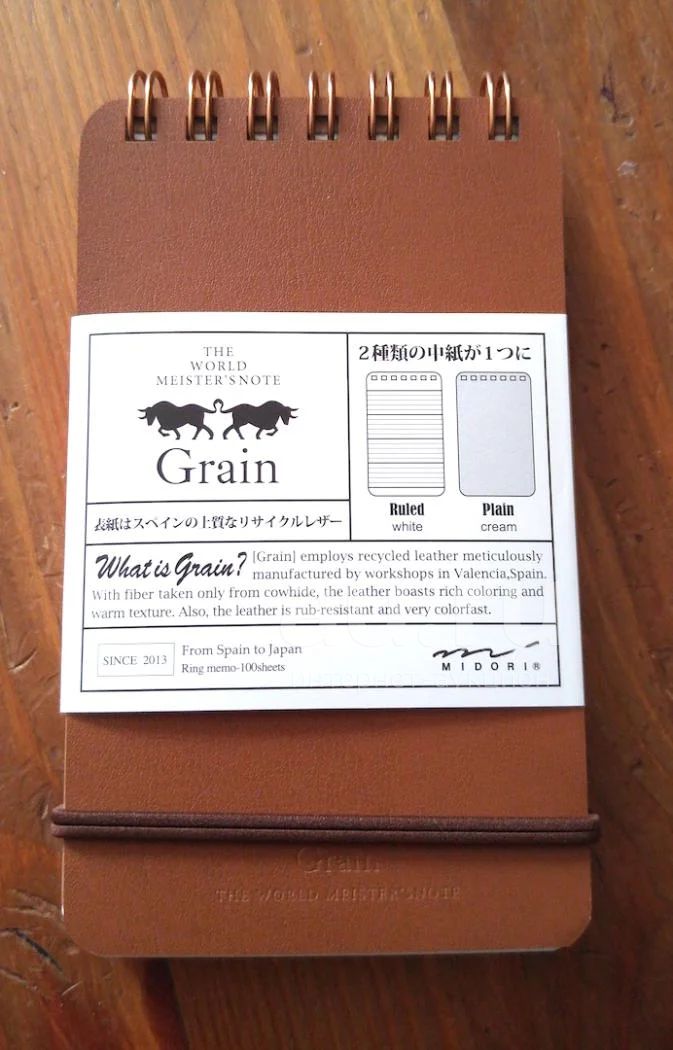 THE
WORLD
MEISTER'S NOTE
Grain
表紙はスペインの上質なリサイクルレザー
２種類の中紙が１つに
Ruled
white
Plain
cream
What is Grain?
[Grain] employs recycled leather meticulously
manufactured by workshops in Valencia,Spain.
With fiber taken only from cowhide, the leather boasts rich coloring and
warm texture. Also, the leather is rub-resistant and very colorfast.
SINCE 2013
From Spain to Japan
Ring memo-100sheets
MIDORI®
Grain
THE WORLD MEISTER'S NOTE